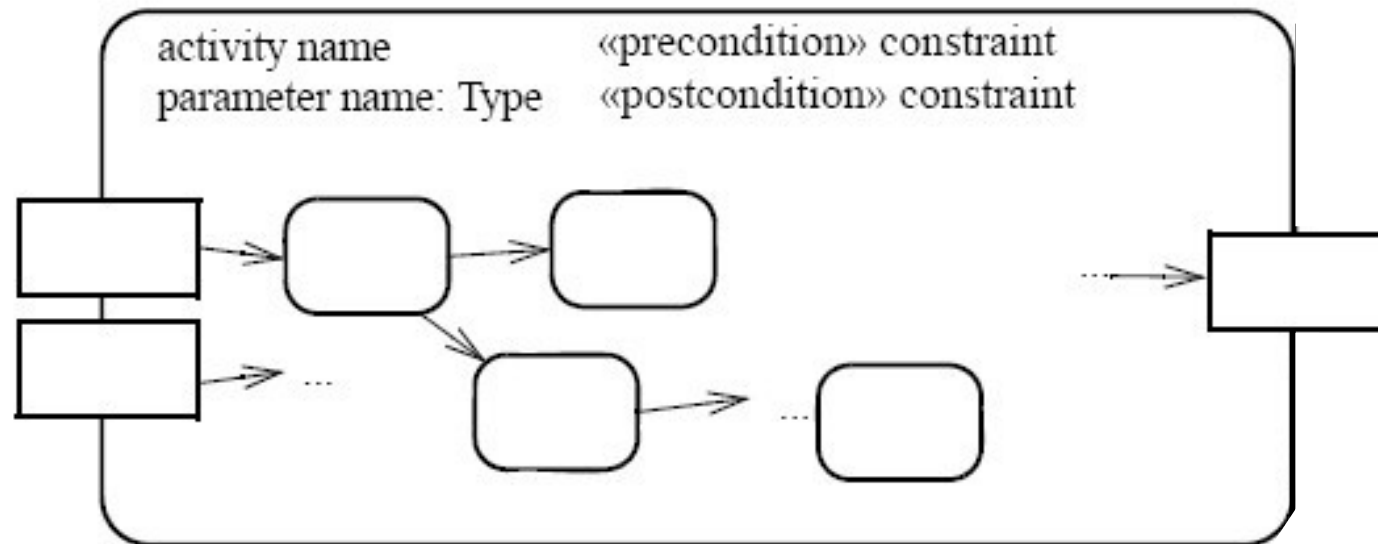 activity name «precondition» constraint
parameter name: Type «postcondition» constraint
...
...
...